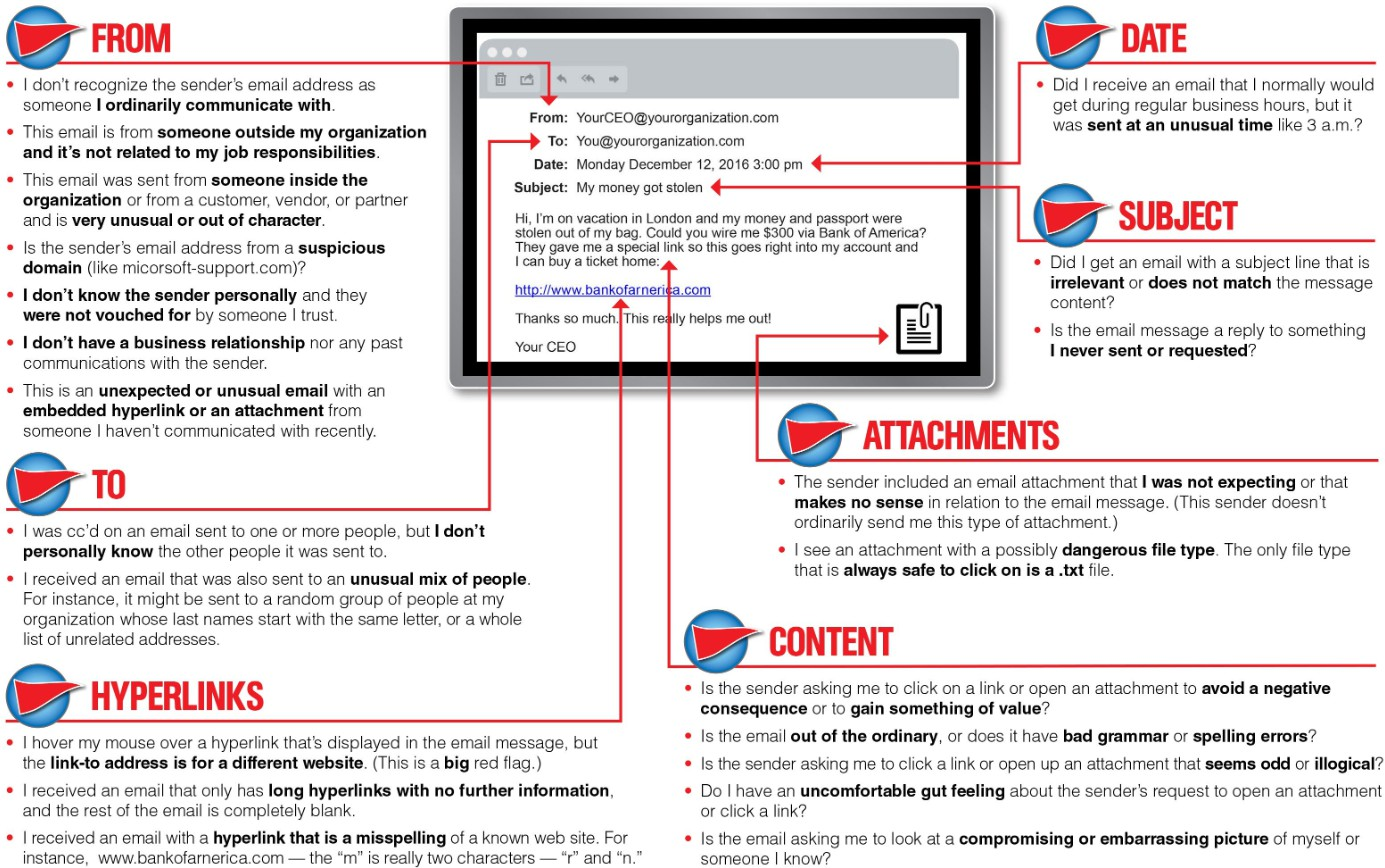 FROM
• I don't recognize the sender's email address as
someone I ordinarily communicate with.
• This email is from someone outside my organization
and it's not related to my job responsibilities.
• This email was sent from someone inside the
organization or from a customer, vendor, or partner
and is very unusual or out of character.
• Is the sender's email address from a suspicious
domain (like micorsoft-support.com)?
• I don't know the sender personally and they
were not vouched for by someone I trust.
• I don't have a business relationship nor any past
communications with the sender.
• This is an unexpected or unusual email with an
embedded hyperlink or an attachment from
someone I haven't communicated with recently.
TO
• I was cc'd on an email sent to one or more people, but I don't
personally know the other people it was sent to.
• I received an email that was also sent to an unusual mix of people.
For instance, it might be sent to a random group of people at my
organization whose last names start with the same letter, or a whole
list of unrelated addresses.
HYPERLINKS
• I hover my mouse over a hyperlink that's displayed in the email message, but
the link-to address is for a different website. (This is a big red flag.)
• I received an email that only has long hyperlinks with no further information,
and the rest of the email is completely blank.
• I received an email with a hyperlink that is a misspelling of a known web site. For
instance, www.bankofarnerica.com — the “m” is really two characters — “r” and “n.”
From: YourCEO@yourorganization.com
To: You@yourorganization.com
Date: Monday December 12, 2016 3:00 pm
Subject: My money got stolen
Hi, I'm on vacation in London and my money and passport were
stolen out of my bag. Could you wire me $300 via Bank of America?
They gave me a special link so this goes right into my account and
I can buy a ticket home:
http://www.bankofarnerica.com
Thanks so much. This really helps me out!
Your CEO
DATE
• Did I receive an email that I normally would
get during regular business hours, but it
was sent at an unusual time like 3 a.m.?
SUBJECT
• Did I get an email with a subject line that is
irrelevant or does not match the message
content?
• Is the email message a reply to something
I never sent or requested?
ATTACHMENTS
• The sender included an email attachment that I was not expecting or that
makes no sense in relation to the email message. (This sender doesn't
ordinarily send me this type of attachment.)
• I see an attachment with a possibly dangerous file type. The only file type
that is always safe to click on is a .txt file.
CONTENT
• Is the sender asking me to click on a link or open an attachment to avoid a negative
consequence or to gain something of value?
• Is the email out of the ordinary, or does it have bad grammar or spelling errors?
• Is the sender asking me to click a link or open up an attachment that seems odd or illogical?
• Do I have an uncomfortable gut feeling about the sender's request to open an attachment
or click a link?
• Is the email asking me to look at a compromising or embarrassing picture of myself or
someone I know?